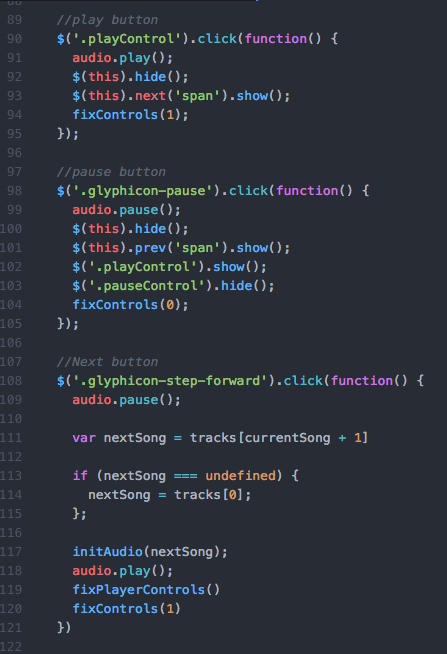 88
89 //play button
90 $('.playControl').click(function() {
91 audio.play();
92 $(this).hide();
93 $(this).next('span').show();
94 fixControls(1);
95 });
96
97 //pause button
98 $('.glyphicon-pause').click(function() {
99 audio.pause();
100 $(this).hide();
101 $(this).prev('span').show();
102 $('.playControl').show();
103 $('.pauseControl').hide();
104 fixControls(0);
105 });
106
107 //Next button
108 $('.glyphicon-step-forward').click(function() {
109 audio.pause();
110
111 var nextSong = tracks[currentSong + 1]
112
113 if (nextSong === undefined) {
114 nextSong = tracks[0];
115 };
116
117 initAudio(nextSong);
118 audio.play();
119 fixPlayerControls()
120 fixControls(1)
121 })
122